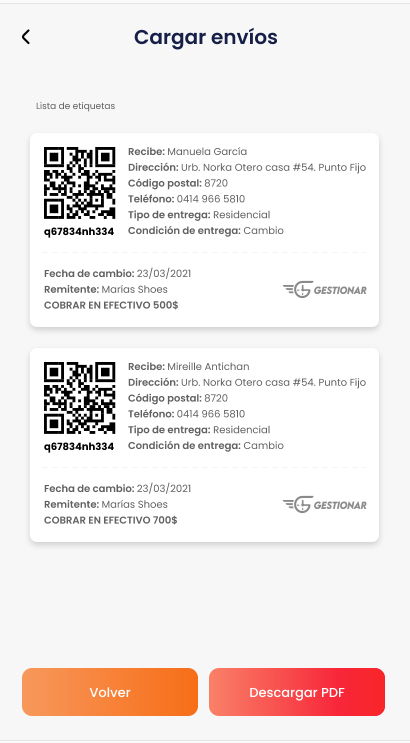 Cargar envíos
Lista de etiquetas
Recibe: Manuela García
Dirección: Urb. Norka Otero casa #54. Punto Fijo
Código postal: 8720
Teléfono: 0414 966 5810
Tipo de entrega: Residencial
Condición de entrega: Cambio
q67834nh334
Fecha de cambio: 23/03/2021
Remitente: Marías Shoes
COBRAR EN EFECTIVO 500$
GESTIONAR
Recibe: Mireille Antichan
Dirección: Urb. Norka Otero casa #54. Punto Fijo
Código postal: 8720
Teléfono: 0414 966 5810
Tipo de entrega: Residencial
Condición de entrega: Cambio
q67834nh334
Fecha de cambio: 23/03/2021
Remitente: Marías Shoes
COBRAR EN EFECTIVO 700$
GESTIONAR
Volver
Descargar PDF